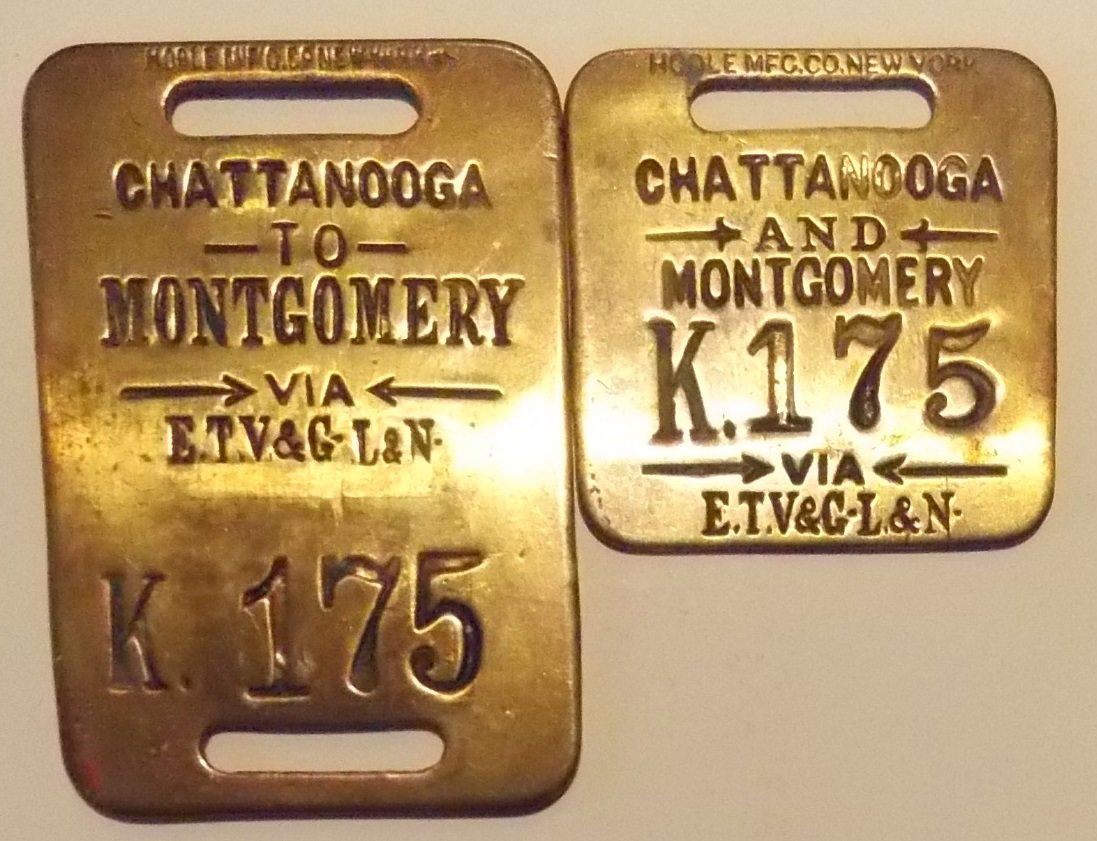 HOOLE MFG.CO.NEW YORK
CHATTANOOGA
—TO—
MONTGOMERY
VIA
E.T.V.&G-L&N-
K. 175
HOOLE MFG.CO.NEW YORK
CHATTANOOGA
AND
MONTGOMERY
K. 175
VIA
E.T.V&G-L.&N-